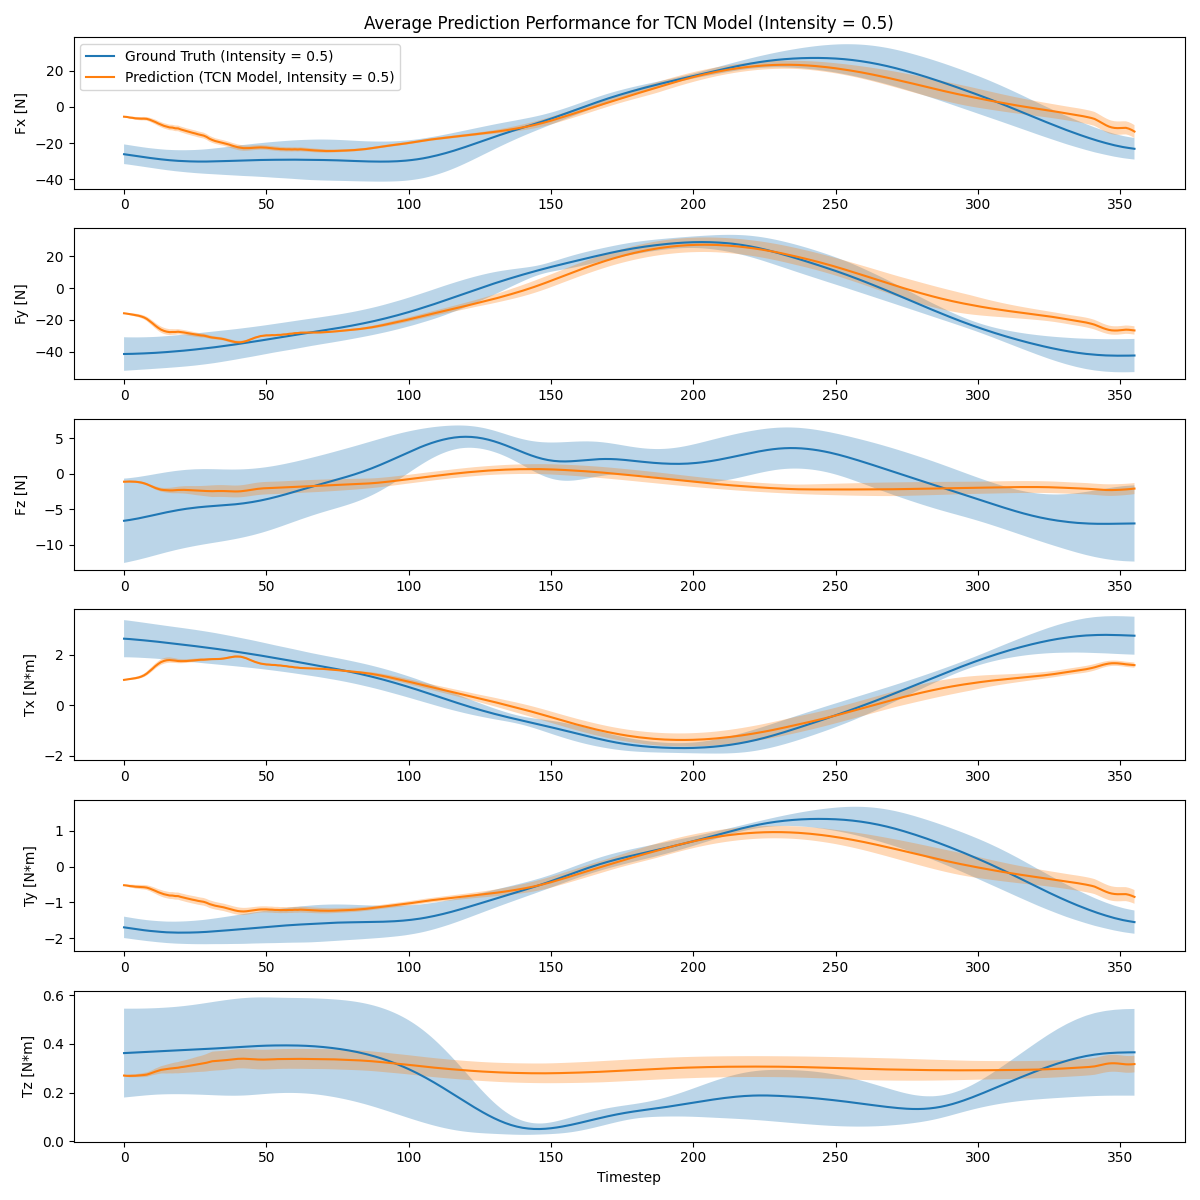 Average Prediction Performance for TCN Model (Intensity = 0.5)
Ground Truth (Intensity = 0.5)
Prediction (TCN Model, Intensity = 0.5)
Fx [N]
20
0
−20
−40
0 50 100 150 200 250 300 350
Fy [N]
20
0
−20
−40
0 50 100 150 200 250 300 350
Fz [N]
5
0
−5
−10
0 50 100 150 200 250 300 350
Tx [N*m]
2
0
−2
0 50 100 150 200 250 300 350
Ty [N*m]
1
0
−1
−2
0 50 100 150 200 250 300 350
Tz [N*m]
0.6
0.4
0.2
0.0
0 50 100 150 200 250 300 350
Timestep